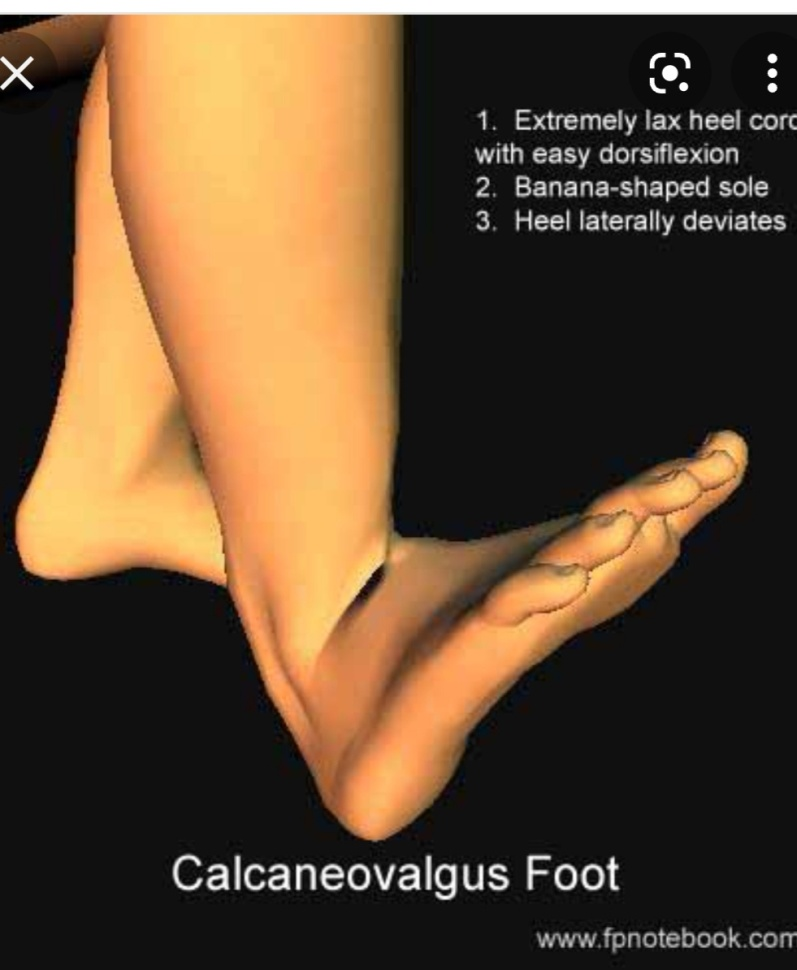 1. Extremely lax heel cord
with easy dorsiflexion
2. Banana-shaped sole
3. Heel laterally deviates
Calcaneovalgus Foot
www.fpnotebook.com